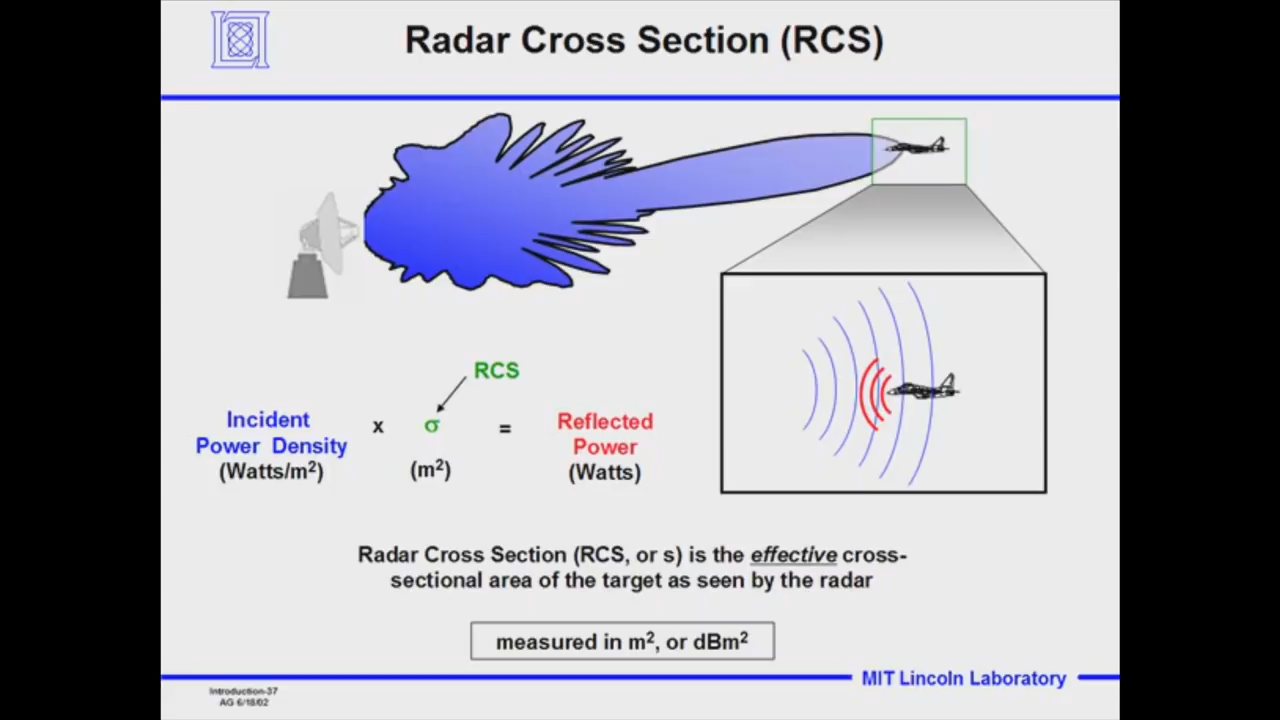 Radar Cross Section (RCS)
RCS
Incident
Power Density
(Watts/m²)
x
σ
(m²)
=
Reflected
Power
(Watts)
Radar Cross Section (RCS, or s) is the effective cross-
sectional area of the target as seen by the radar
measured in m², or dBm²
MIT Lincoln Laboratory
Introduction-37
AG 6/18/02